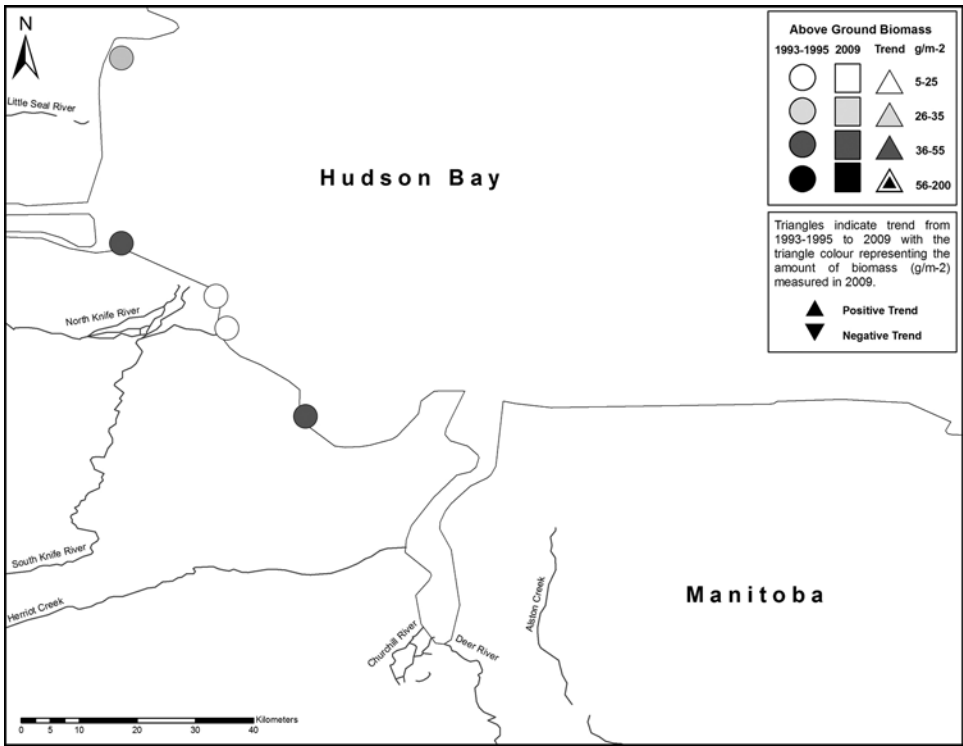 N
Little Seal River
Hudson Bay
North Knife River
South Knife River
Herriot Creek
Churchill River
Deer River
Alston Creek
Manitoba
0 5 10 20 30 40 Kilometers
Above Ground Biomass
1993-1995 2009 Trend g/m-2
5-25
26-35
36-55
56-200
Triangles indicate trend from
1993-1995 to 2009 with the
triangle colour representing the
amount of biomass (g/m-2)
measured in 2009.
Positive Trend
Negative Trend